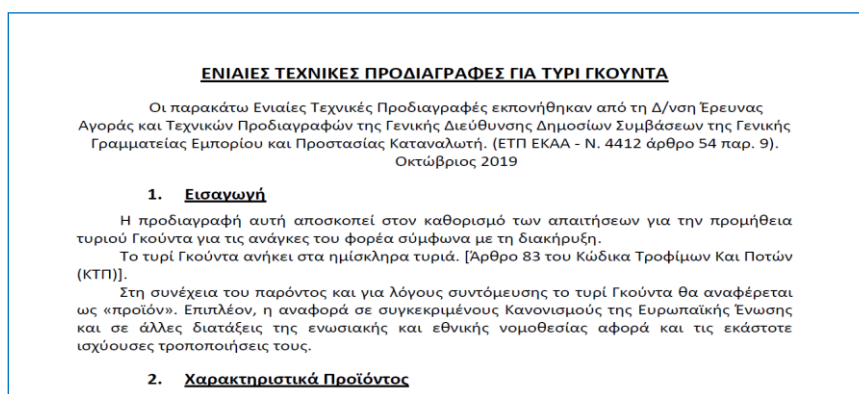 ΕΝΙΑΙΕΣ ΤΕΧΝΙΚΕΣ ΠΡΟΔΙΑΓΡΑΦΕΣ ΓΙΑ ΤΥΡΙ ΓΚΟΥΝΤΑ
Οι παρακάτω Ενιαίες Τεχνικές Προδιαγραφές εκπονήθηκαν από τη Δ/νση Έρευνας
Αγοράς και Τεχνικών Προδιαγραφών της Γενικής Διεύθυνσης Δημοσίων Συμβάσεων της Γενικής
Γραμματείας Εμπορίου και Προστασίας Καταναλωτή. (ΕΤΠ ΕΚΑΑ - Ν. 4412 άρθρο 54 παρ. 9).
Οκτώβριος 2019
1. Εισαγωγή
Η προδιαγραφή αυτή αποσκοπεί στον καθορισμό των απαιτήσεων για την προμήθεια
τυριού Γκούντα για τις ανάγκες του φορέα σύμφωνα με τη διακήρυξη.
Το τυρί Γκούντα ανήκει στα ημίσκληρα τυριά. [Άρθρο 83 του Κώδικα Τροφίμων Και Ποτών
(ΚΤΠ)].
Στη συνέχεια του παρόντος και για λόγους συντόμευσης το τυρί Γκούντα θα αναφέρεται
ως «προϊόν». Επιπλέον, η αναφορά σε συγκεκριμένους Κανονισμούς της Ευρωπαϊκής Ένωσης
και σε άλλες διατάξεις της ενωσιακής και εθνικής νομοθεσίας αφορά και τις εκάστοτε
ισχύουσες τροποποιήσεις τους.
2. Χαρακτηριστικά Προϊόντος